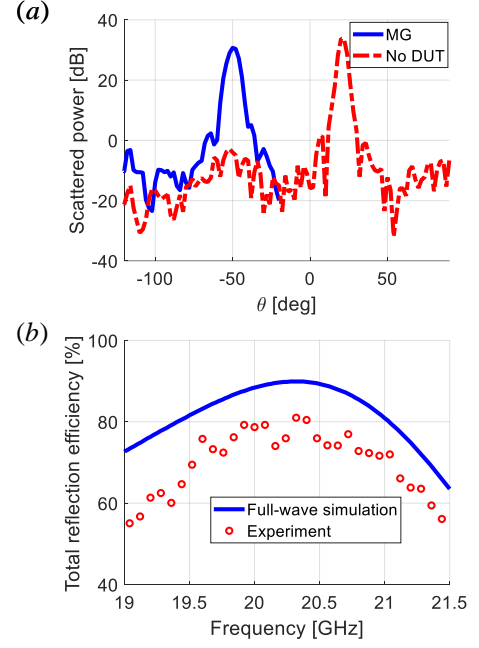 (a)
Scattered power [dB]
40
20
0
-20
-40
MG
No DUT
-100
-50
0
50
θ [deg]
(b)
Total reflection efficiency [%]
100
80
60
40
Full-wave simulation
Experiment
19
19.5
20
20.5
21
21.5
Frequency [GHz]